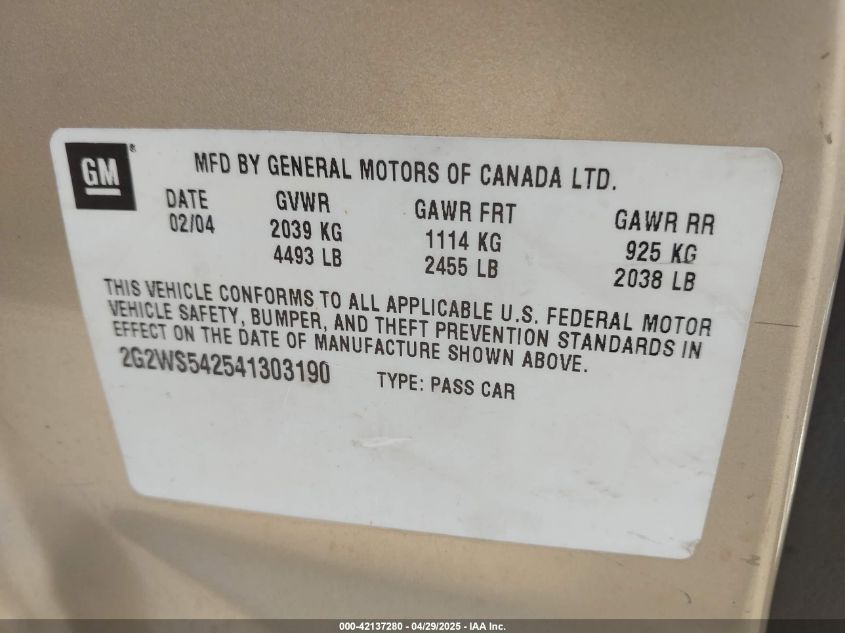 GM®
MFD BY GENERAL MOTORS OF CANADA LTD.
DATE GVWR GAWR FRT GAWR RR
02/04 2039 KG 1114 KG 925 KG
4493 LB 2455 LB 2038 LB
THIS VEHICLE CONFORMS TO ALL APPLICABLE U.S. FEDERAL MOTOR
VEHICLE SAFETY, BUMPER, AND THEFT PREVENTION STANDARDS IN
EFFECT ON THE DATE OF MANUFACTURE SHOWN ABOVE.
2G2WS542541303190 TYPE: PASS CAR
000-42137280 - 04/29/2025 - IAA Inc.